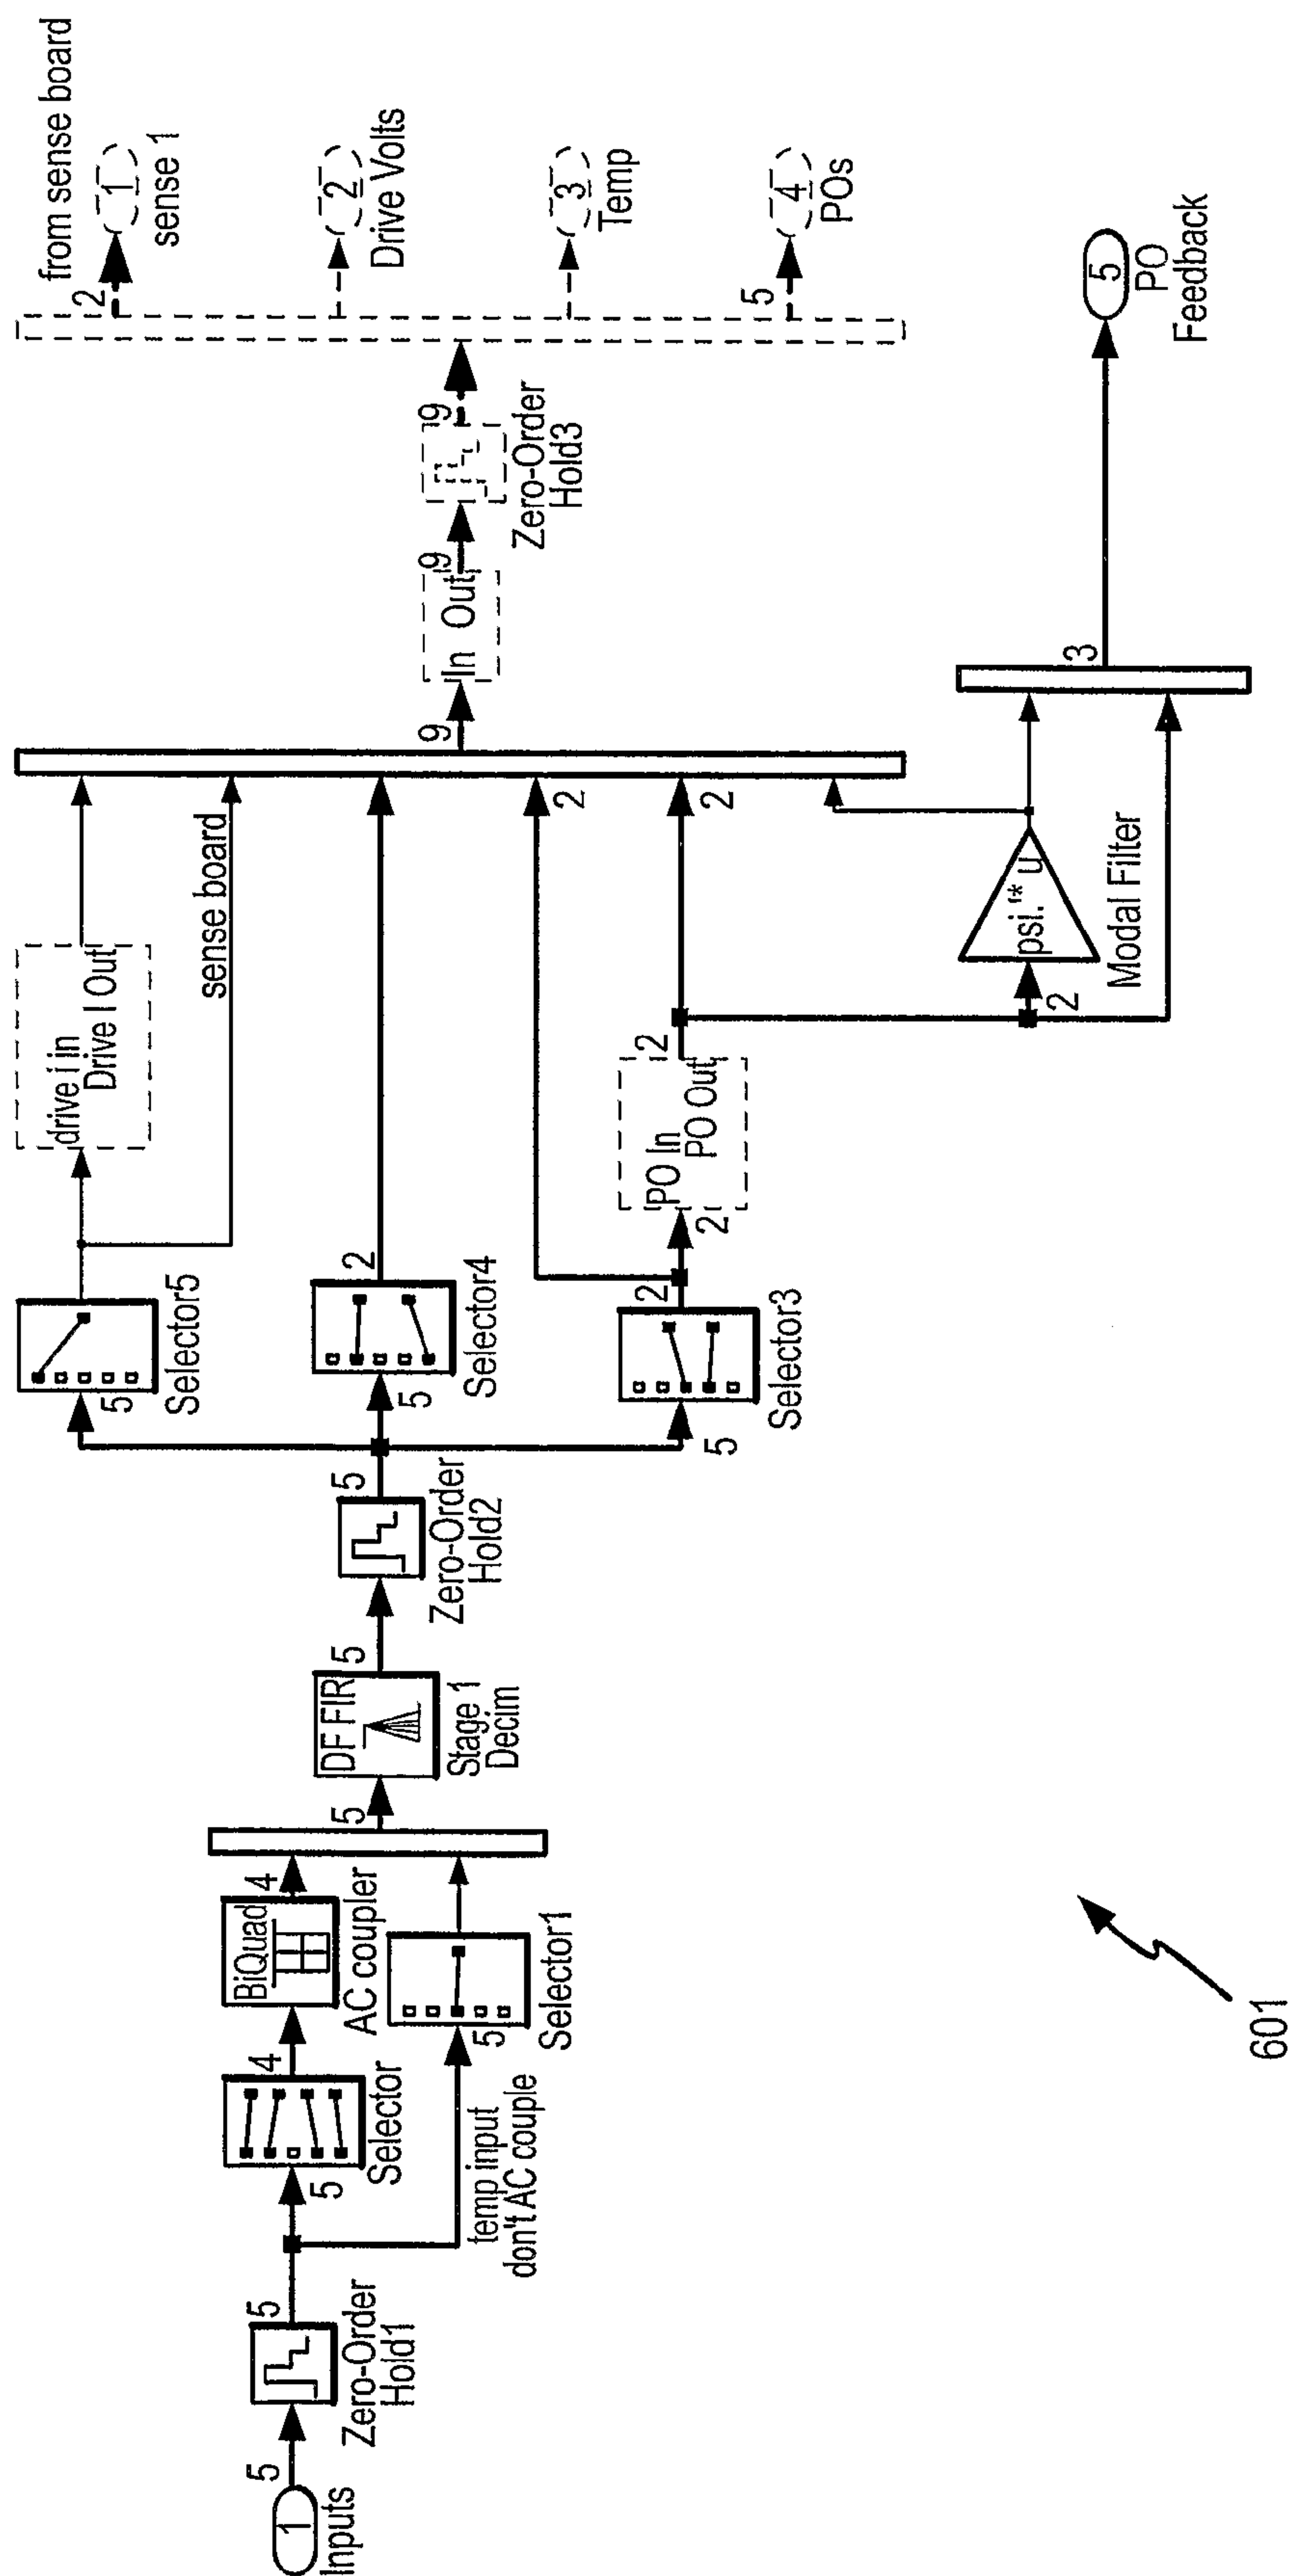 1
Inputs
5
Zero-Order
Hold1
5
5
Selector
4
BiQuad
AC coupler
4
temp input
don't AC couple
5
Selector1
5
DF FIR
Stage 1
Decim
5
Zero-Order
Hold2
5
5
Selector5
drive i in
Drive I Out
sense board
5
Selector4
2
5
Selector3
2
2
PO In
PO Out
2
2
2
2
psi.'* u
Modal Filter
3
5
PO
Feedback
9
In Out
9
Zero-Order
Hold3
9
from sense board
2
1
sense 1
2
Drive Volts
3
Temp
5
4
POs
601